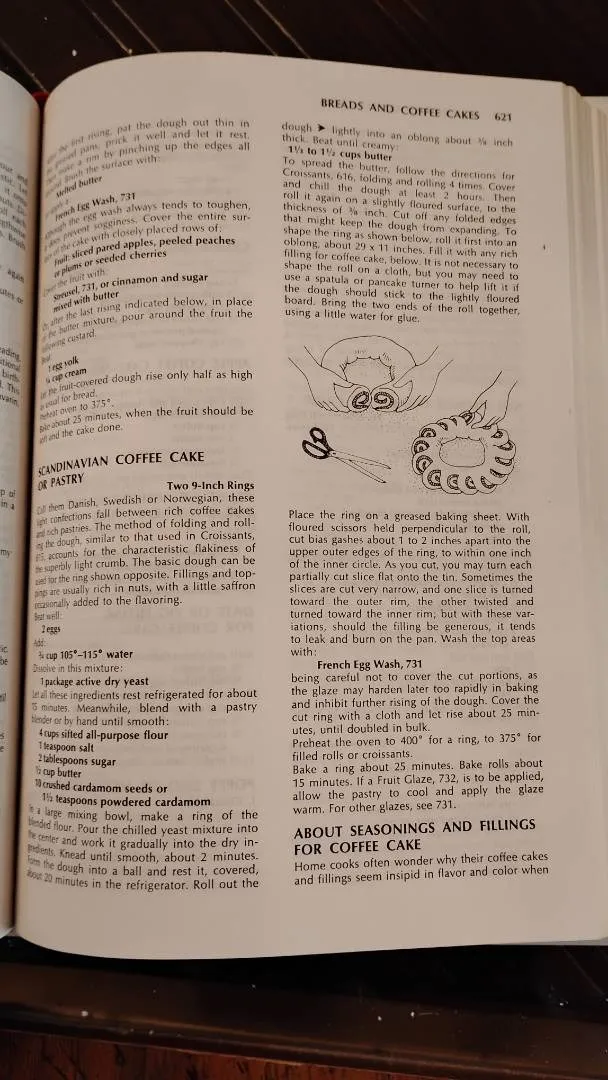 BREADS AND COFFEE CAKES 621
first rising, pat the dough out thin in
greased pans, prick it well and let it rest.
make a rim by pinching up the edges all
brush the surface with:
Melted butter
French Egg Wash, 731
the egg wash always tends to toughen,
it does prevent sogginess. Cover the entire sur-
of the cake with closely placed rows of:
Fruit: sliced pared apples, peeled peaches
or plums or seeded cherries
the fruit with:
Streusel, 731, or cinnamon and sugar
mixed with butter
Or, after the last rising indicated below, in place
of the butter mixture, pour around the fruit the
custard.
Beat:
1 egg yolk
cup cream
Let the fruit-covered dough rise only half as high
as usual for bread.
Preheat oven to 375°.
Bake about 25 minutes, when the fruit should be
soft and the cake done.
SCANDINAVIAN COFFEE CAKE
OR PASTRY
Two 9-Inch Rings
Call them Danish, Swedish or Norwegian, these
light confections fall between rich coffee cakes
and rich pastries. The method of folding and roll-
ing the dough, similar to that used in Croissants,
accounts for the characteristic flakiness of
the superbly light crumb. The basic dough can be
used for the ring shown opposite. Fillings and top-
pings are usually rich in nuts, with a little saffron
occasionally added to the flavoring.
Beat well:
2 eggs
Add:
¾ cup 105°–115° water
Dissolve in this mixture:
1 package active dry yeast
Let all these ingredients rest refrigerated for about
15 minutes. Meanwhile, blend with a pastry
blender or by hand until smooth:
4 cups sifted all-purpose flour
1 teaspoon salt
2 tablespoons sugar
½ cup butter
10 crushed cardamom seeds or
1½ teaspoons powdered cardamom
In a large mixing bowl, make a ring of the
blended flour. Pour the chilled yeast mixture into
the center and work it gradually into the dry in-
gredients. Knead until smooth, about 2 minutes.
Form the dough into a ball and rest it, covered,
about 20 minutes in the refrigerator. Roll out the
dough ➤ lightly into an oblong about ⅜ inch
thick. Beat until creamy:
1¼ to 1½ cups butter
To spread the butter, follow the directions for
Croissants, 616, folding and rolling 4 times. Cover
and chill the dough at least 2 hours. Then
roll it again on a slightly floured surface, to the
thickness of ⅜ inch. Cut off any folded edges
that might keep the dough from expanding. To
shape the ring as shown below, roll it first into an
oblong, about 29 x 11 inches. Fill it with any rich
filling for coffee cake, below. It is not necessary to
shape the roll on a cloth, but you may need to
use a spatula or pancake turner to help lift it if
the dough should stick to the lightly floured
board. Bring the two ends of the roll together,
using a little water for glue.
Place the ring on a greased baking sheet. With
floured scissors held perpendicular to the roll,
cut bias gashes about 1 to 2 inches apart into the
upper outer edges of the ring, to within one inch
of the inner circle. As you cut, you may turn each
partially cut slice flat onto the tin. Sometimes the
slices are cut very narrow, and one slice is turned
toward the outer rim, the other twisted and
turned toward the inner rim; but with these var-
iations, should the filling be generous, it tends
to leak and burn on the pan. Wash the top areas
with:
French Egg Wash, 731
being careful not to cover the cut portions, as
the glaze may harden later too rapidly in baking
and inhibit further rising of the dough. Cover the
cut ring with a cloth and let rise about 25 min-
utes, until doubled in bulk.
Preheat the oven to 400° for a ring, to 375° for
filled rolls or croissants.
Bake a ring about 25 minutes. Bake rolls about
15 minutes. If a Fruit Glaze, 732, is to be applied,
allow the pastry to cool and apply the glaze
warm. For other glazes, see 731.
ABOUT SEASONINGS AND FILLINGS
FOR COFFEE CAKE
Home cooks often wonder why their coffee cakes
and fillings seem insipid in flavor and color when